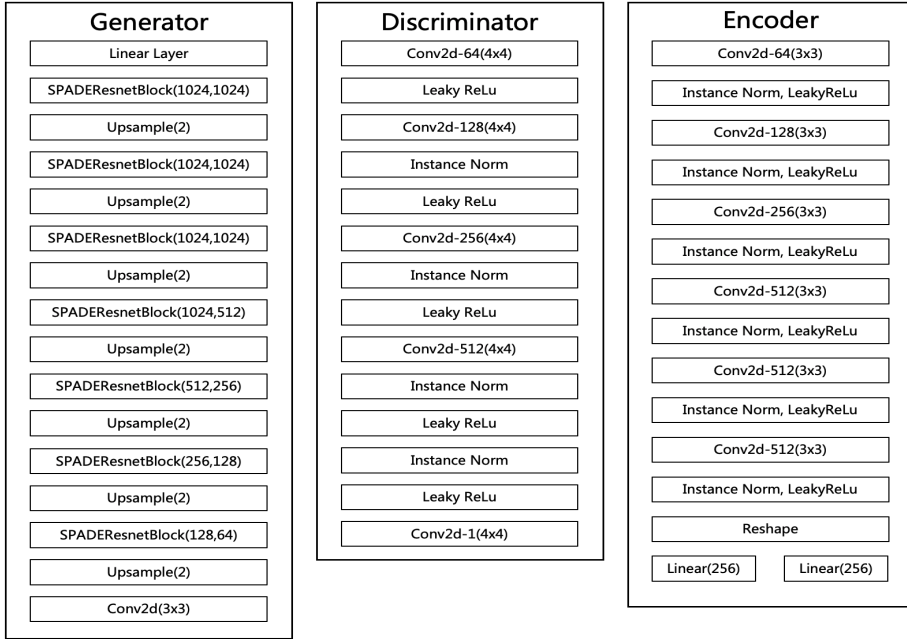 Generator
Linear Layer
SPADEResnetBlock(1024,1024)
Upsample(2)
SPADEResnetBlock(1024,1024)
Upsample(2)
SPADEResnetBlock(1024,1024)
Upsample(2)
SPADEResnetBlock(1024,512)
Upsample(2)
SPADEResnetBlock(512,256)
Upsample(2)
SPADEResnetBlock(256,128)
Upsample(2)
SPADEResnetBlock(128,64)
Upsample(2)
Conv2d(3x3)
Discriminator
Conv2d-64(4x4)
Leaky ReLu
Conv2d-128(4x4)
Instance Norm
Leaky ReLu
Conv2d-256(4x4)
Instance Norm
Leaky ReLu
Conv2d-512(4x4)
Instance Norm
Leaky ReLu
Instance Norm
Leaky ReLu
Conv2d-1(4x4)
Encoder
Conv2d-64(3x3)
Instance Norm, LeakyReLu
Conv2d-128(3x3)
Instance Norm, LeakyReLu
Conv2d-256(3x3)
Instance Norm, LeakyReLu
Conv2d-512(3x3)
Instance Norm, LeakyReLu
Conv2d-512(3x3)
Instance Norm, LeakyReLu
Conv2d-512(3x3)
Instance Norm, LeakyReLu
Reshape
Linear(256) Linear(256)